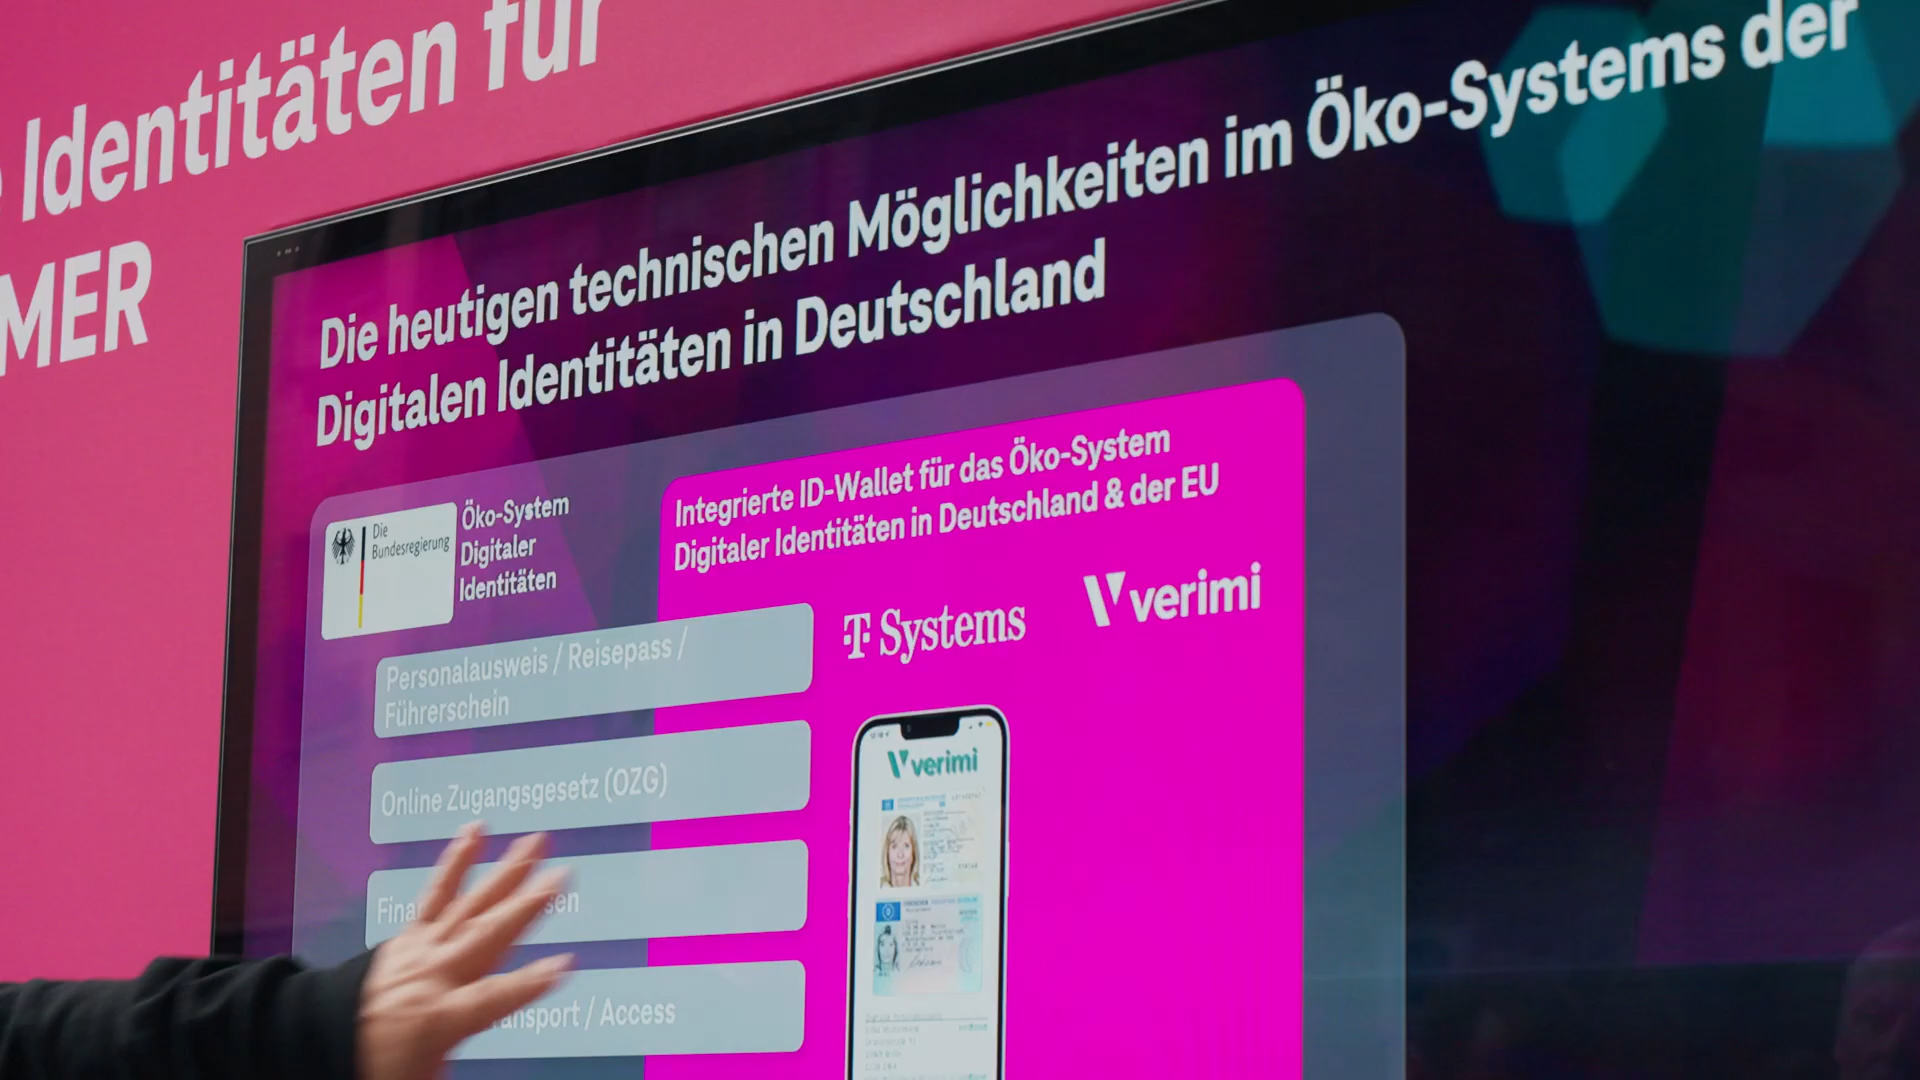 Identitäten für
MER
Die heutigen technischen Möglichkeiten im Öko-Systems der
Digitalen Identitäten in Deutschland
Die
Bundesregierung
Öko-System
Digitaler
Identitäten
Integrierte ID-Wallet für das Öko-System
Digitaler Identitäten in Deutschland & der EU
T Systems
verimi
Personalausweis / Reisepass /
Führerschein
Online Zugangsgesetz (OZG)
/ Access
verimi